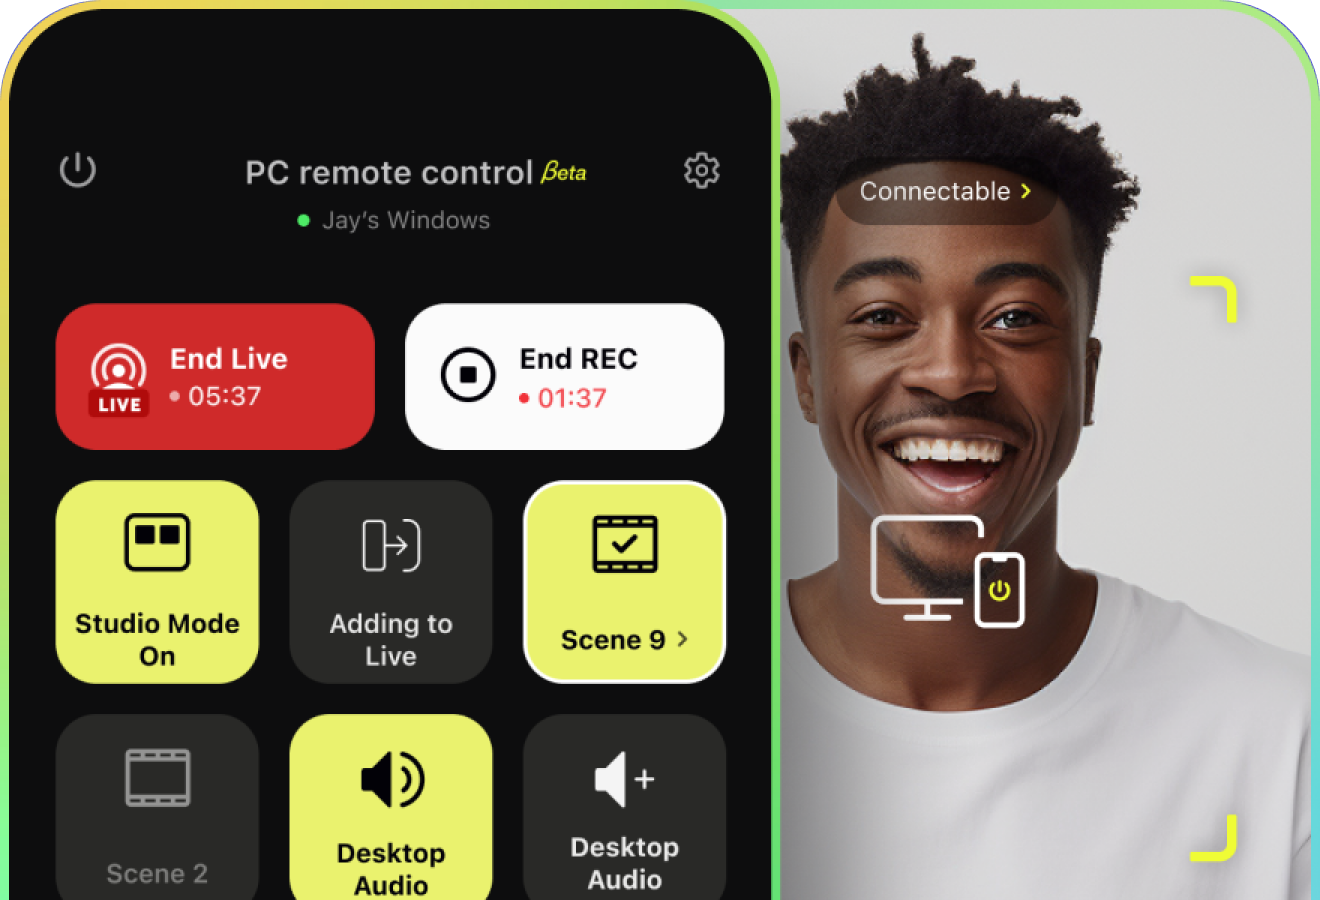 PC remote control βeta
Jay's Windows
Connectable
End Live
05:37
LIVE
End REC
01:37
Studio Mode
On
Adding to
Live
Scene 9
Scene 2
Desktop
Audio
Desktop
Audio